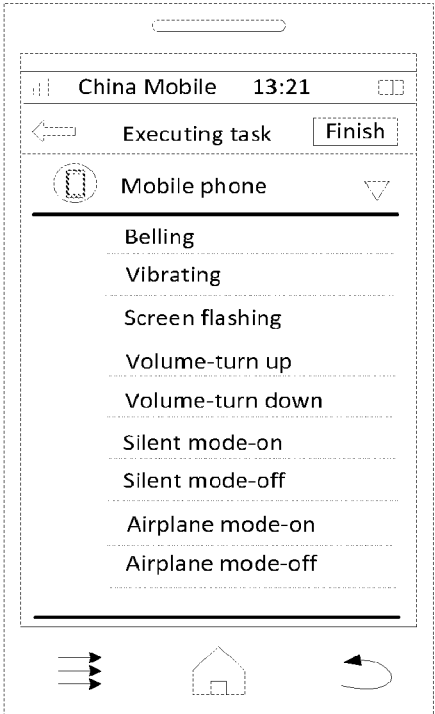 China Mobile 13:21
Executing task Finish
Mobile phone
Belling
Vibrating
Screen flashing
Volume-turn up
Volume-turn down
Silent mode-on
Silent mode-off
Airplane mode-on
Airplane mode-off